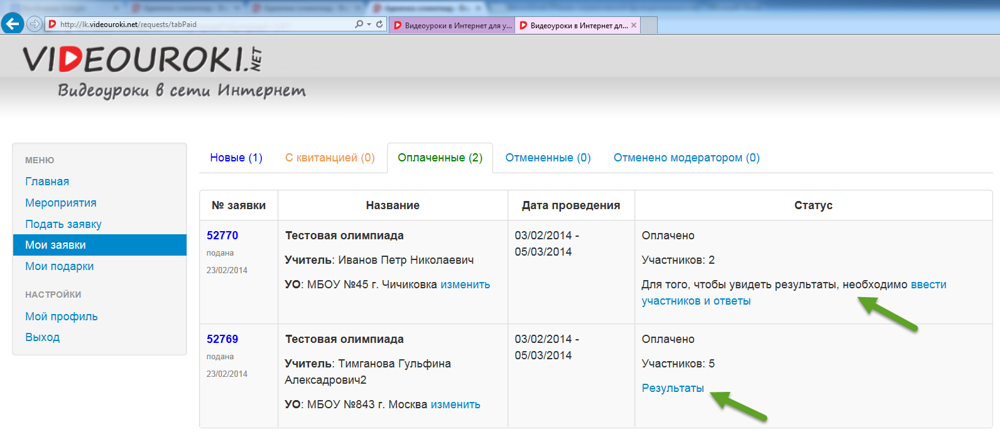 http://lk.videouroki.net/requests/tabPaid
Видеоуроки в Интернет для у...
Видеоуроки в Интернет дл...
VIDEOUROKI.NET
Видеоуроки в сети Интернет
МЕНЮ
Главная
Мероприятия
Подать заявку
Мои заявки
Мои подарки
НАСТРОЙКИ
Мой профиль
Выход
Новые (1)
С квитанцией (0)
Оплаченные (2)
Отмененные (0)
Отменено модератором (0)
№ заявки
Название
Дата проведения
Статус
52770
подана
23/02/2014
Тестовая олимпиада
Учитель: Иванов Петр Николаевич
УО: МБОУ №45 г. Чичиковка изменить
03/02/2014 -
05/03/2014
Оплачено
Участников: 2
Для того, чтобы увидеть результаты, необходимо ввести
участников и ответы
52769
подана
23/02/2014
Тестовая олимпиада
Учитель: Тимганова Гульфина
Алексадрович2
УО: МБОУ №843 г. Москва изменить
03/02/2014 -
05/03/2014
Оплачено
Участников: 5
Результаты